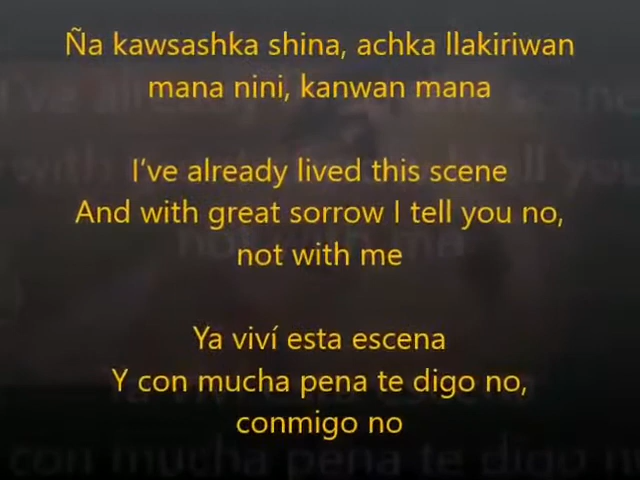 Ña kawsashka shina, achka llakiriwan
mana nini, kanwan mana
I've already lived this scene
And with great sorrow I tell you no,
not with me
Ya viví esta escena
Y con mucha pena te digo no,
conmigo no